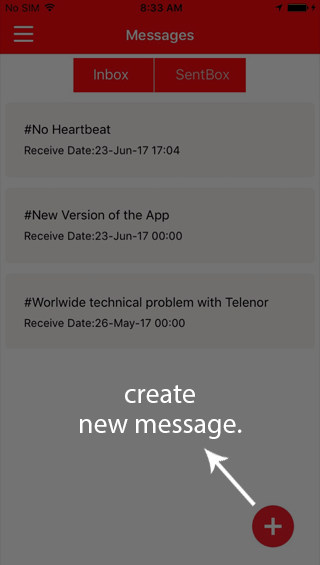 No SIM 8:33 AM
Messages
Inbox SentBox
#No Heartbeat
Receive Date:23-Jun-17 17:04
#New Version of the App
Receive Date:23-Jun-17 00:00
#Worlwide technical problem with Telenor
Receive Date:26-May-17 00:00
create
new message.